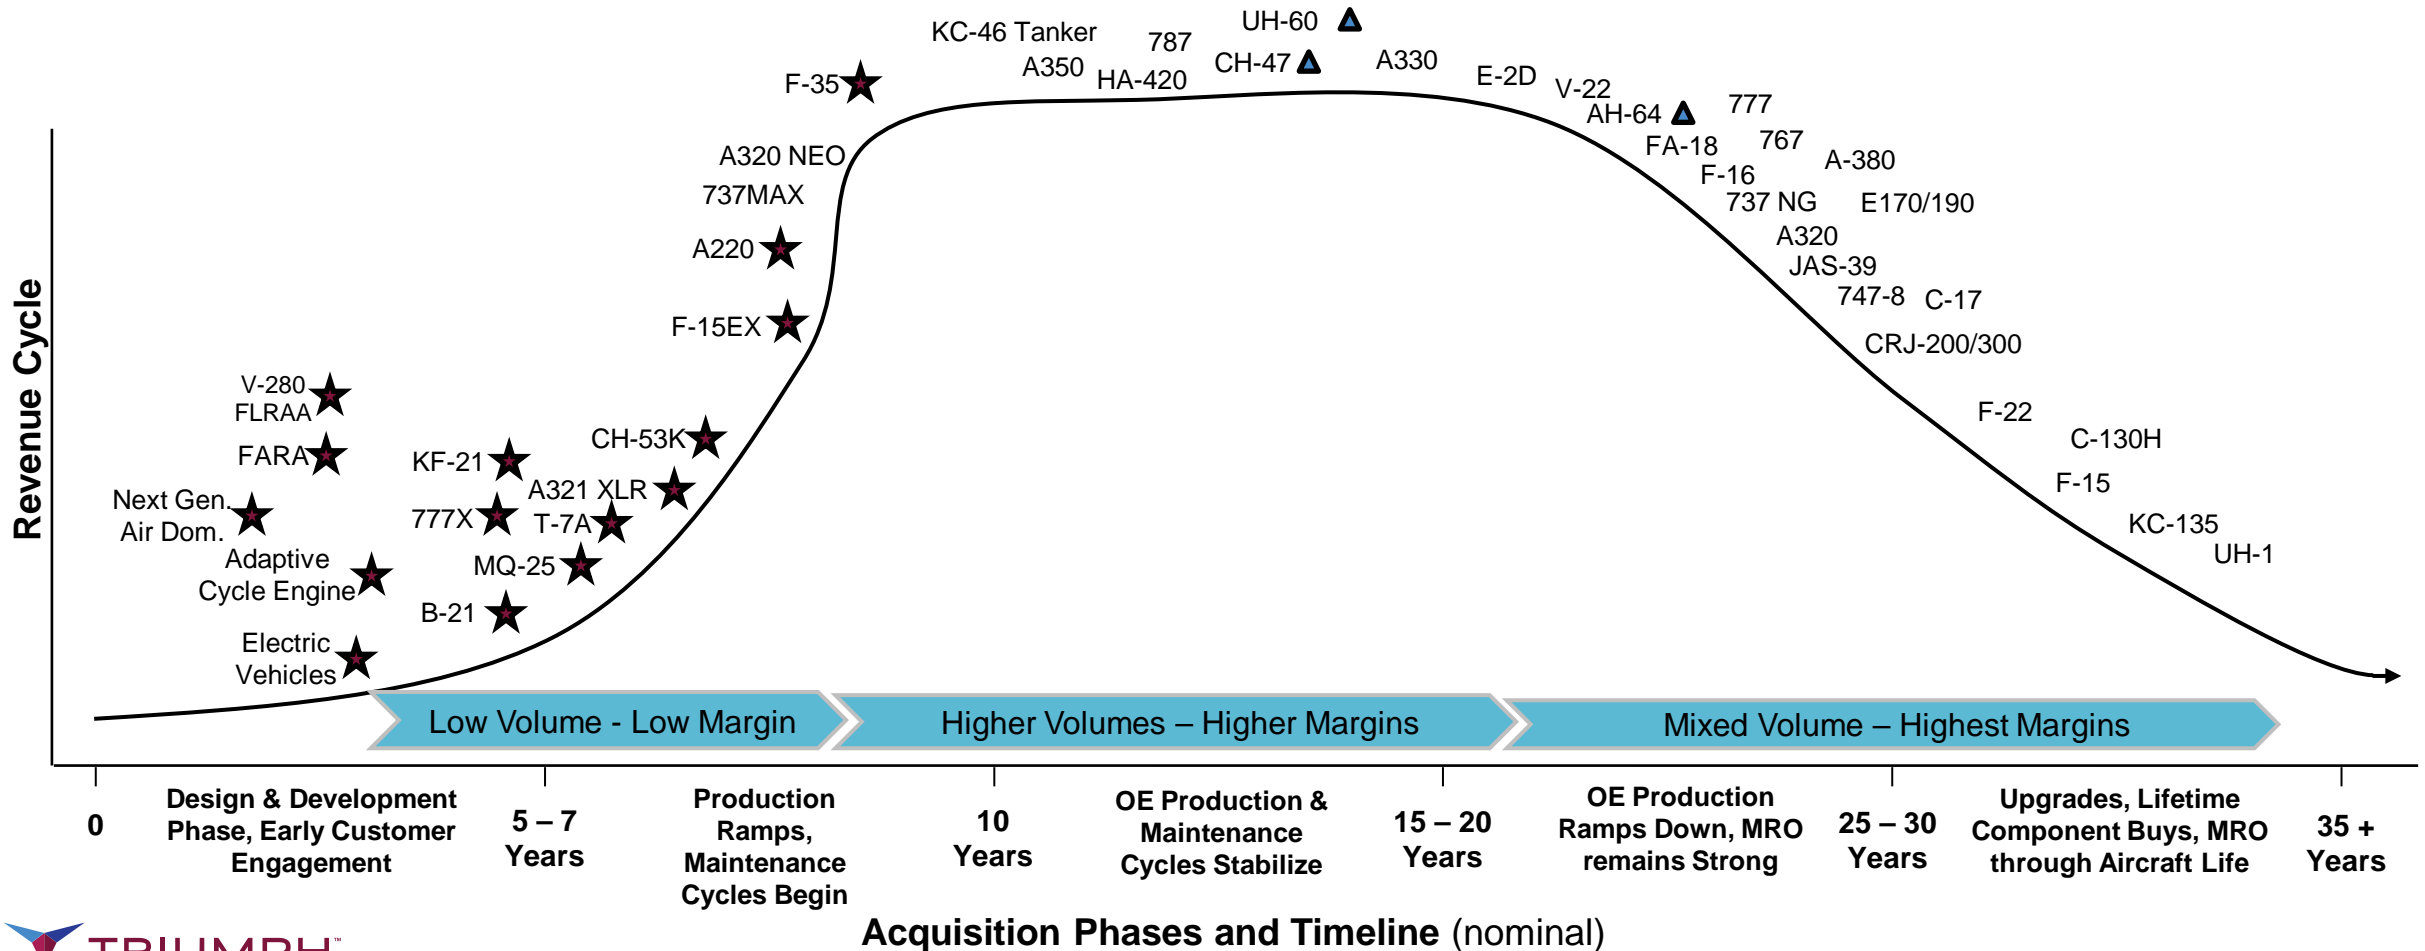 KC-46 Tanker
787
UH-60
A350
HA-420
CH-47
A330
E-2D
V-22
F-35
AH-64
777
FA-18
767
A-380
F-16
737 NG
E170/190
A320
JAS-39
747-8
C-17
CRJ-200/300
F-22
C-130H
F-15
KC-135
UH-1
A320 NEO
737MAX
A220
F-15EX
V-280
FLRAA
FARA
KF-21
CH-53K
Next Gen.
Air Dom.
777X
A321 XLR
T-7A
Adaptive
Cycle Engine
MQ-25
B-21
Electric
Vehicles
Revenue Cycle
Low Volume - Low Margin
Higher Volumes – Higher Margins
Mixed Volume – Highest Margins
0
Design & Development
Phase, Early Customer
Engagement
5 – 7
Years
Production
Ramps,
Maintenance
Cycles Begin
10
Years
OE Production &
Maintenance
Cycles Stabilize
15 – 20
Years
OE Production
Ramps Down, MRO
remains Strong
25 – 30
Years
Upgrades, Lifetime
Component Buys, MRO
through Aircraft Life
35 +
Years
Acquisition Phases and Timeline (nominal)
TRIUMPH™